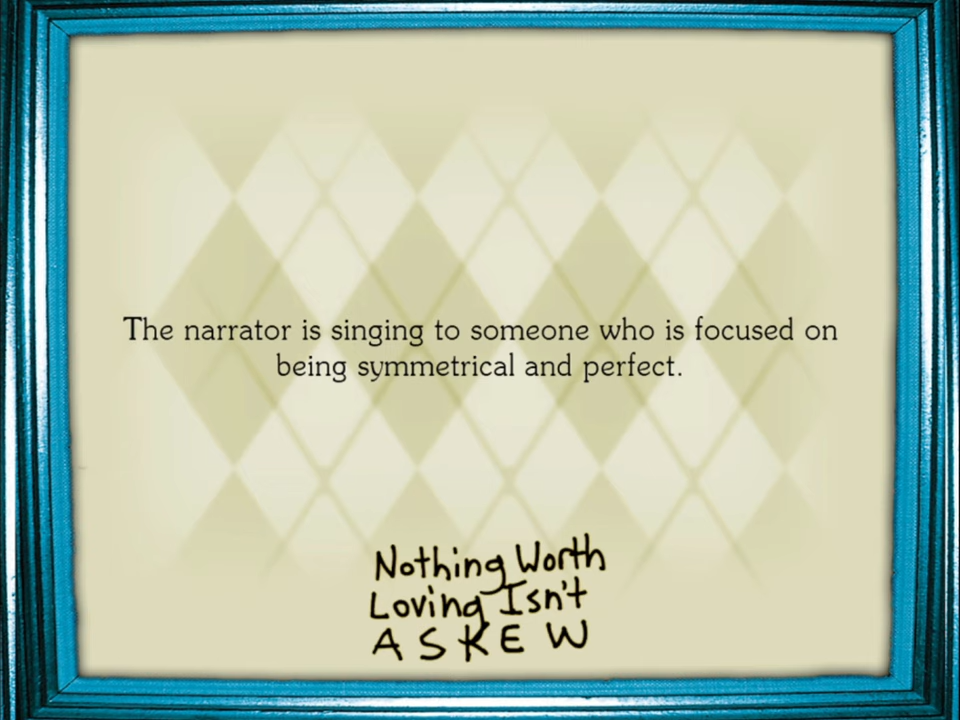 The narrator is singing to someone who is focused on
being symmetrical and perfect.
Nothing Worth
Loving Isn't
ASKEW